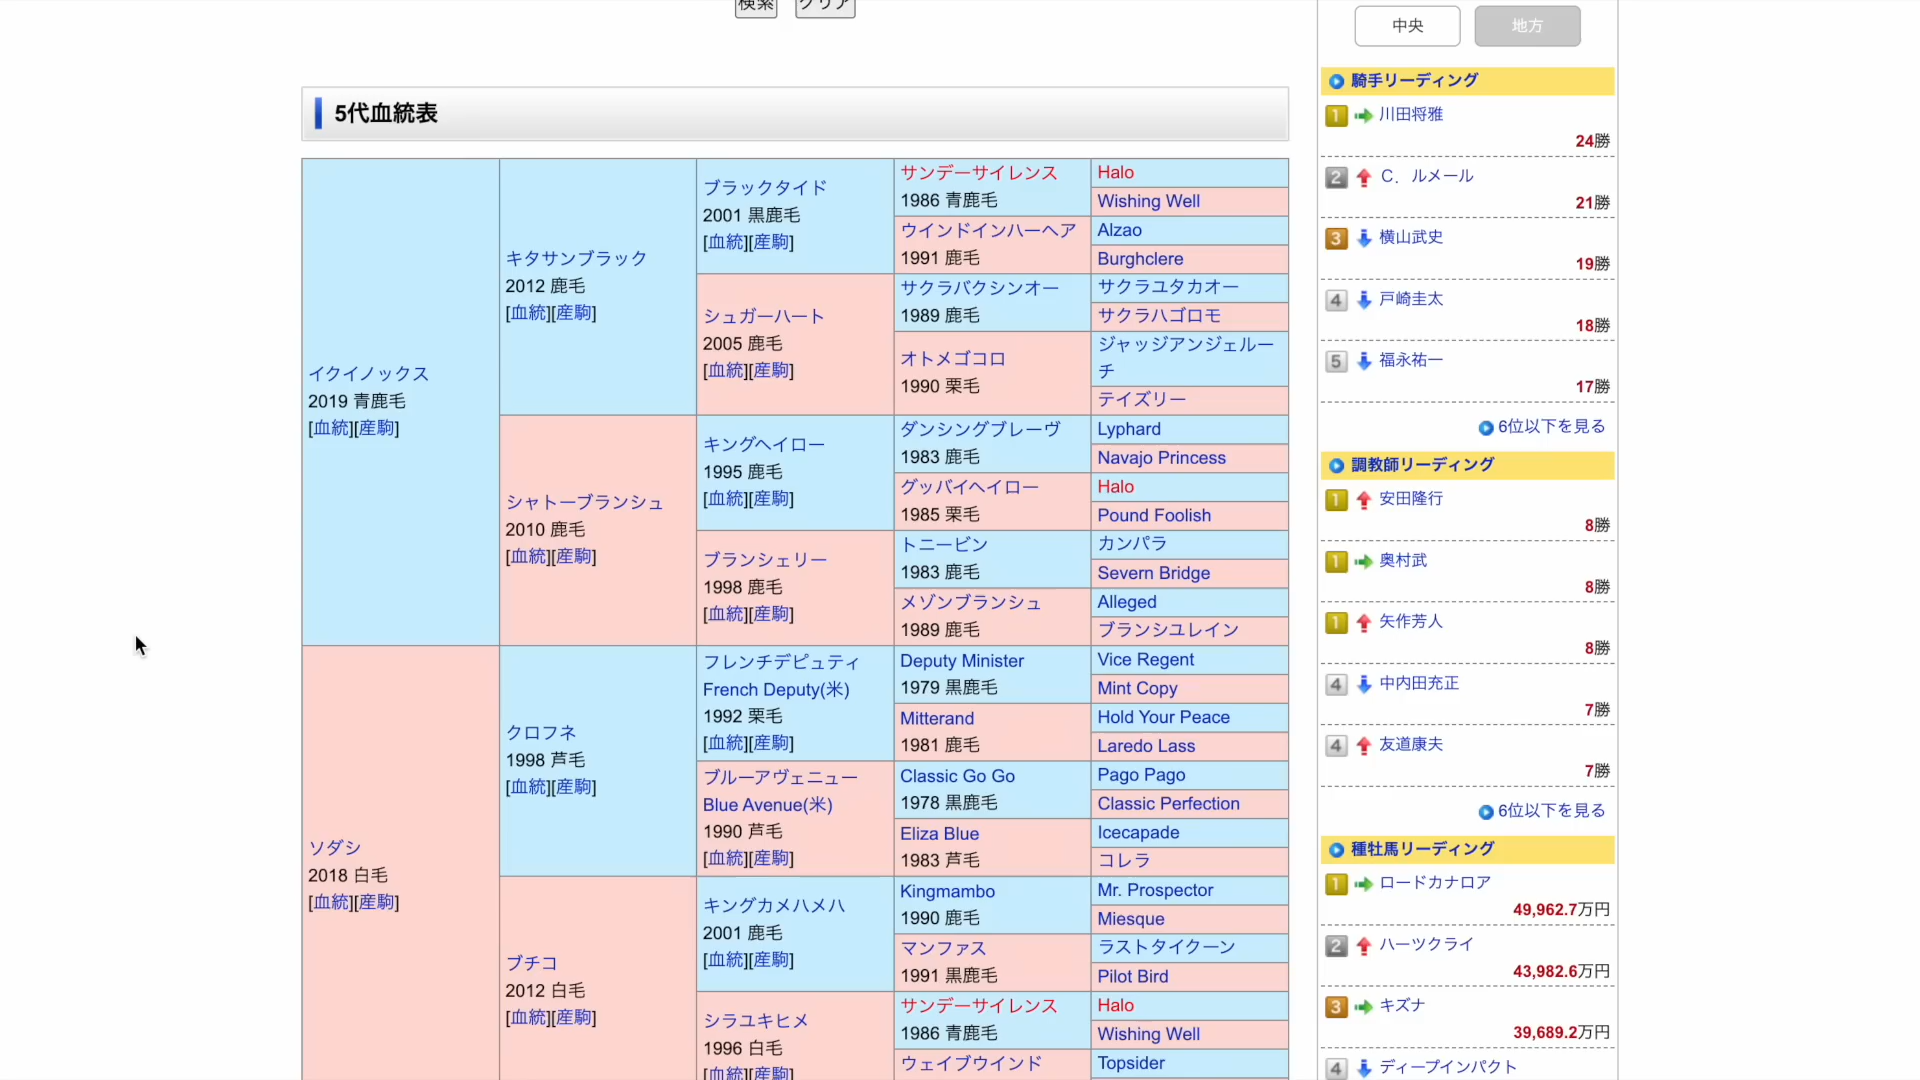 検索 クリア
5代血統表
イクイノックス
2019 青鹿毛
[血統][産駒]
キタサンブラック
2012 鹿毛
[血統][産駒]
ブラックタイド
2001 黒鹿毛
[血統][産駒]
サンデーサイレンス
1986 青鹿毛
Halo
Wishing Well
ウインドインハーヘア
1991 鹿毛
Alzao
Burghclere
シュガーハート
2005 鹿毛
[血統][産駒]
サクラバクシンオー
1989 鹿毛
サクラユタカオー
サクラハゴロモ
オトメゴコロ
1990 栗毛
ジャッジアンジェルー
チ
テイズリー
シャトーブランシュ
2010 鹿毛
[血統][産駒]
キングヘイロー
1995 鹿毛
[血統][産駒]
ダンシングブレーヴ
1983 鹿毛
Lyphard
Navajo Princess
グッバイヘイロー
1985 栗毛
Halo
Pound Foolish
ブランシェリー
1998 鹿毛
[血統][産駒]
トニービン
1983 鹿毛
カンパラ
Severn Bridge
メゾンブランシュ
1989 鹿毛
Alleged
ブランシユレイン
ソダシ
2018 白毛
[血統][産駒]
クロフネ
1998 芦毛
[血統][産駒]
フレンチデピュティ
French Deputy(米)
1992 栗毛
[血統][産駒]
Deputy Minister
1979 黒鹿毛
Vice Regent
Mint Copy
Mitterand
1981 鹿毛
Hold Your Peace
Laredo Lass
ブルーアヴェニュー
Blue Avenue(米)
1990 芦毛
[血統][産駒]
Classic Go Go
1978 黒鹿毛
Pago Pago
Classic Perfection
Eliza Blue
1983 芦毛
Icecapade
コレラ
ブチコ
2012 白毛
[血統][産駒]
キングカメハメハ
2001 鹿毛
[血統][産駒]
Kingmambo
1990 鹿毛
Mr. Prospector
Miesque
マンファス
1991 黒鹿毛
ラストタイクーン
Pilot Bird
シラユキヒメ
1996 白毛
[血統][産駒]
サンデーサイレンス
1986 青鹿毛
Halo
Wishing Well
ウェイブウインド
Topsider
中央 地方
騎手リーディング
1 川田将雅
24勝
2 C．ルメール
21勝
3 横山武史
19勝
4 戸崎圭太
18勝
5 福永祐一
17勝
6位以下を見る
調教師リーディング
1 安田隆行
8勝
1 奥村武
8勝
1 矢作芳人
8勝
4 中内田充正
7勝
4 友道康夫
7勝
6位以下を見る
種牡馬リーディング
1 ロードカナロア
49,962.7万円
2 ハーツクライ
43,982.6万円
3 キズナ
39,689.2万円
4 ディープインパクト